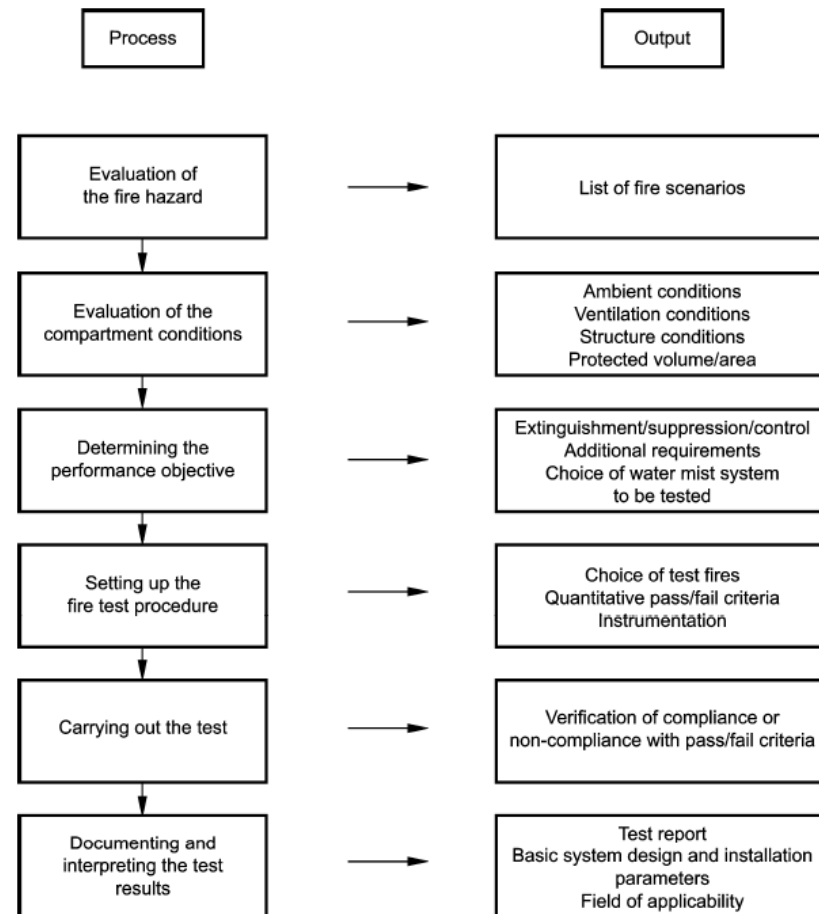 Process
Output
Evaluation of
the fire hazard
List of fire scenarios
Evaluation of the
compartment conditions
Ambient conditions
Ventilation conditions
Structure conditions
Protected volume/area
Determining the
performance objective
Extinguishment/suppression/control
Additional requirements
Choice of water mist system
to be tested
Setting up the
fire test procedure
Choice of test fires
Quantitative pass/fail criteria
Instrumentation
Carrying out the test
Verification of compliance or
non-compliance with pass/fail criteria
Documenting and
interpreting the test
results
Test report
Basic system design and installation
parameters
Field of applicability